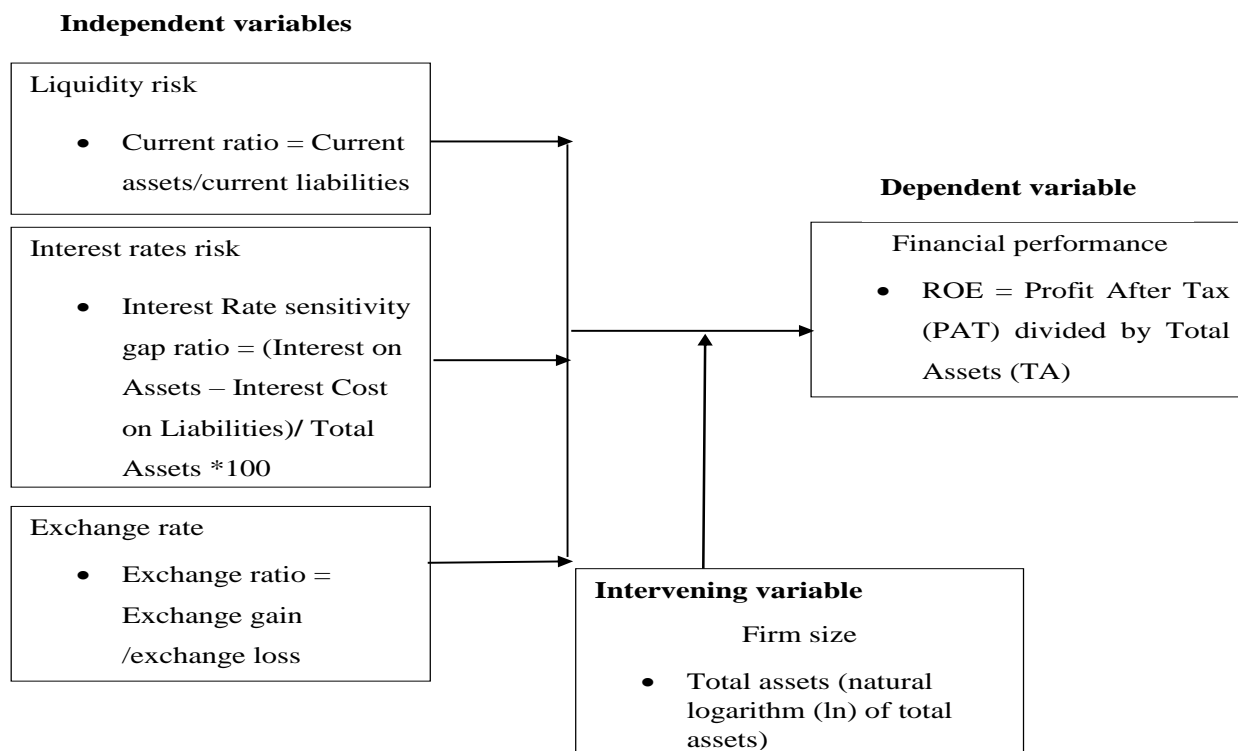 Independent variables
Liquidity risk
• Current ratio = Current
assets/current liabilities
Interest rates risk
• Interest Rate sensitivity
gap ratio = (Interest on
Assets – Interest Cost
on Liabilities)/ Total
Assets *100
Exchange rate
• Exchange ratio =
Exchange gain
/exchange loss
Dependent variable
Financial performance
• ROE = Profit After Tax
(PAT) divided by Total
Assets (TA)
Intervening variable
Firm size
• Total assets (natural
logarithm (ln) of total
assets)